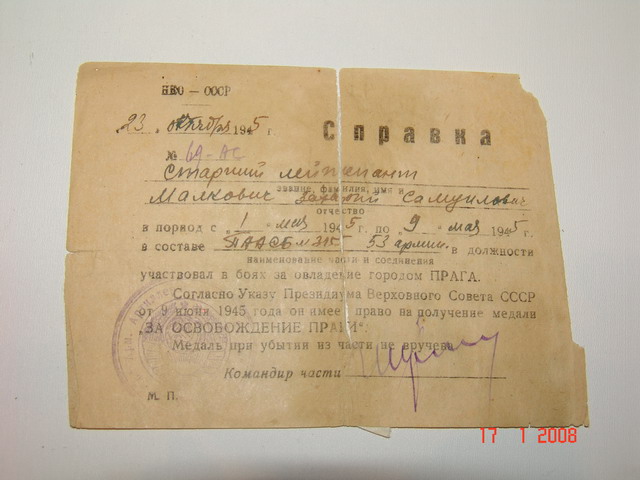 НКО — СССР
23 октября 1945 г.
Справка
№ 69-АС
Старший лейтенант
звание, фамилия, имя и
Малкович Самуилович
отчество
в период с 1 мая 1945 г. по 9 мая 1945
в составе 53 армии в должности
наименование части и соединения
участвовал в боях за овладение городом ПРАГА.
Согласно Указу Президиума Верховного Совета СССР
от 9 июня 1945 года он имеет право на получение медали
„ЗА ОСВОБОЖДЕНИЕ ПРАГИ".
Медаль при убытии из части не вручена
Командир части
М. П.
17 1 2008